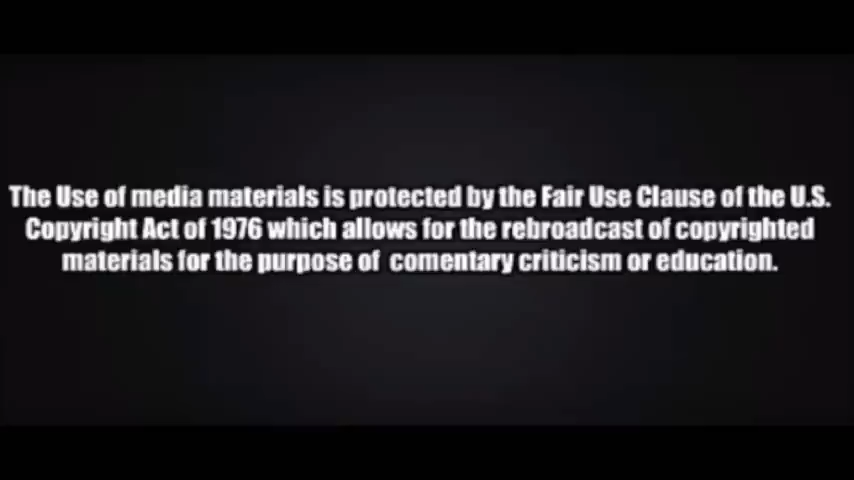 The Use of media materials is protected by the Fair Use Clause of the U.S.
Copyright Act of 1976 which allows for the rebroadcast of copyrighted
materials for the purpose of comentary criticism or education.